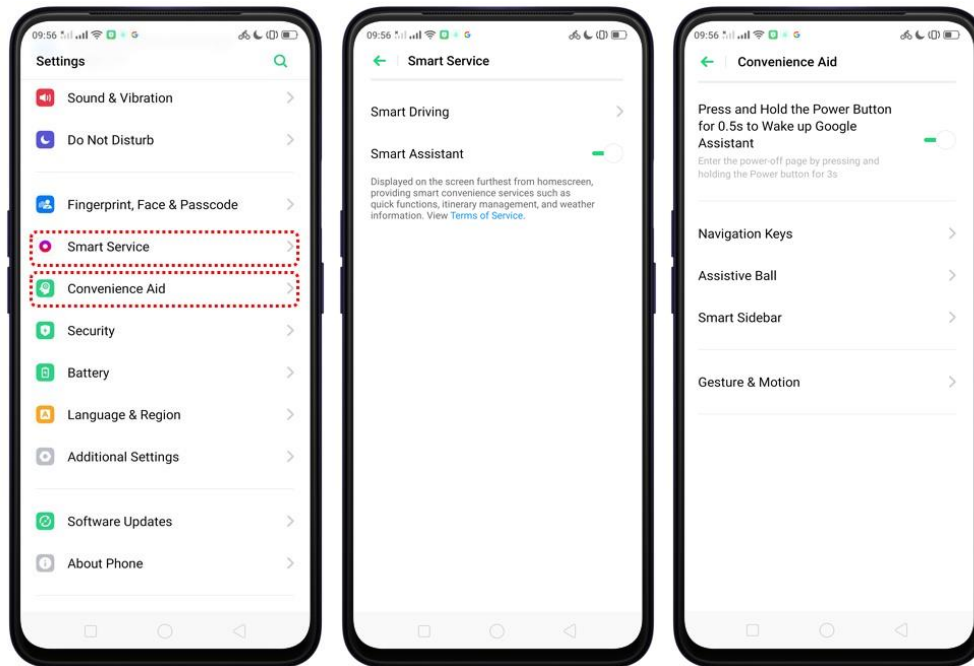 09:56
Settings
Sound & Vibration
Do Not Disturb
Fingerprint, Face & Passcode
Smart Service
Convenience Aid
Security
Battery
Language & Region
Additional Settings
Software Updates
About Phone
09:56
Smart Service
Smart Driving
Smart Assistant
Displayed on the screen furthest from homescreen,
providing smart convenience services such as
quick functions, itinerary management, and weather
information. View Terms of Service.
09:56
Convenience Aid
Press and Hold the Power Button
for 0.5s to Wake up Google
Assistant
Enter the power-off page by pressing and
holding the Power button for 3s
Navigation Keys
Assistive Ball
Smart Sidebar
Gesture & Motion